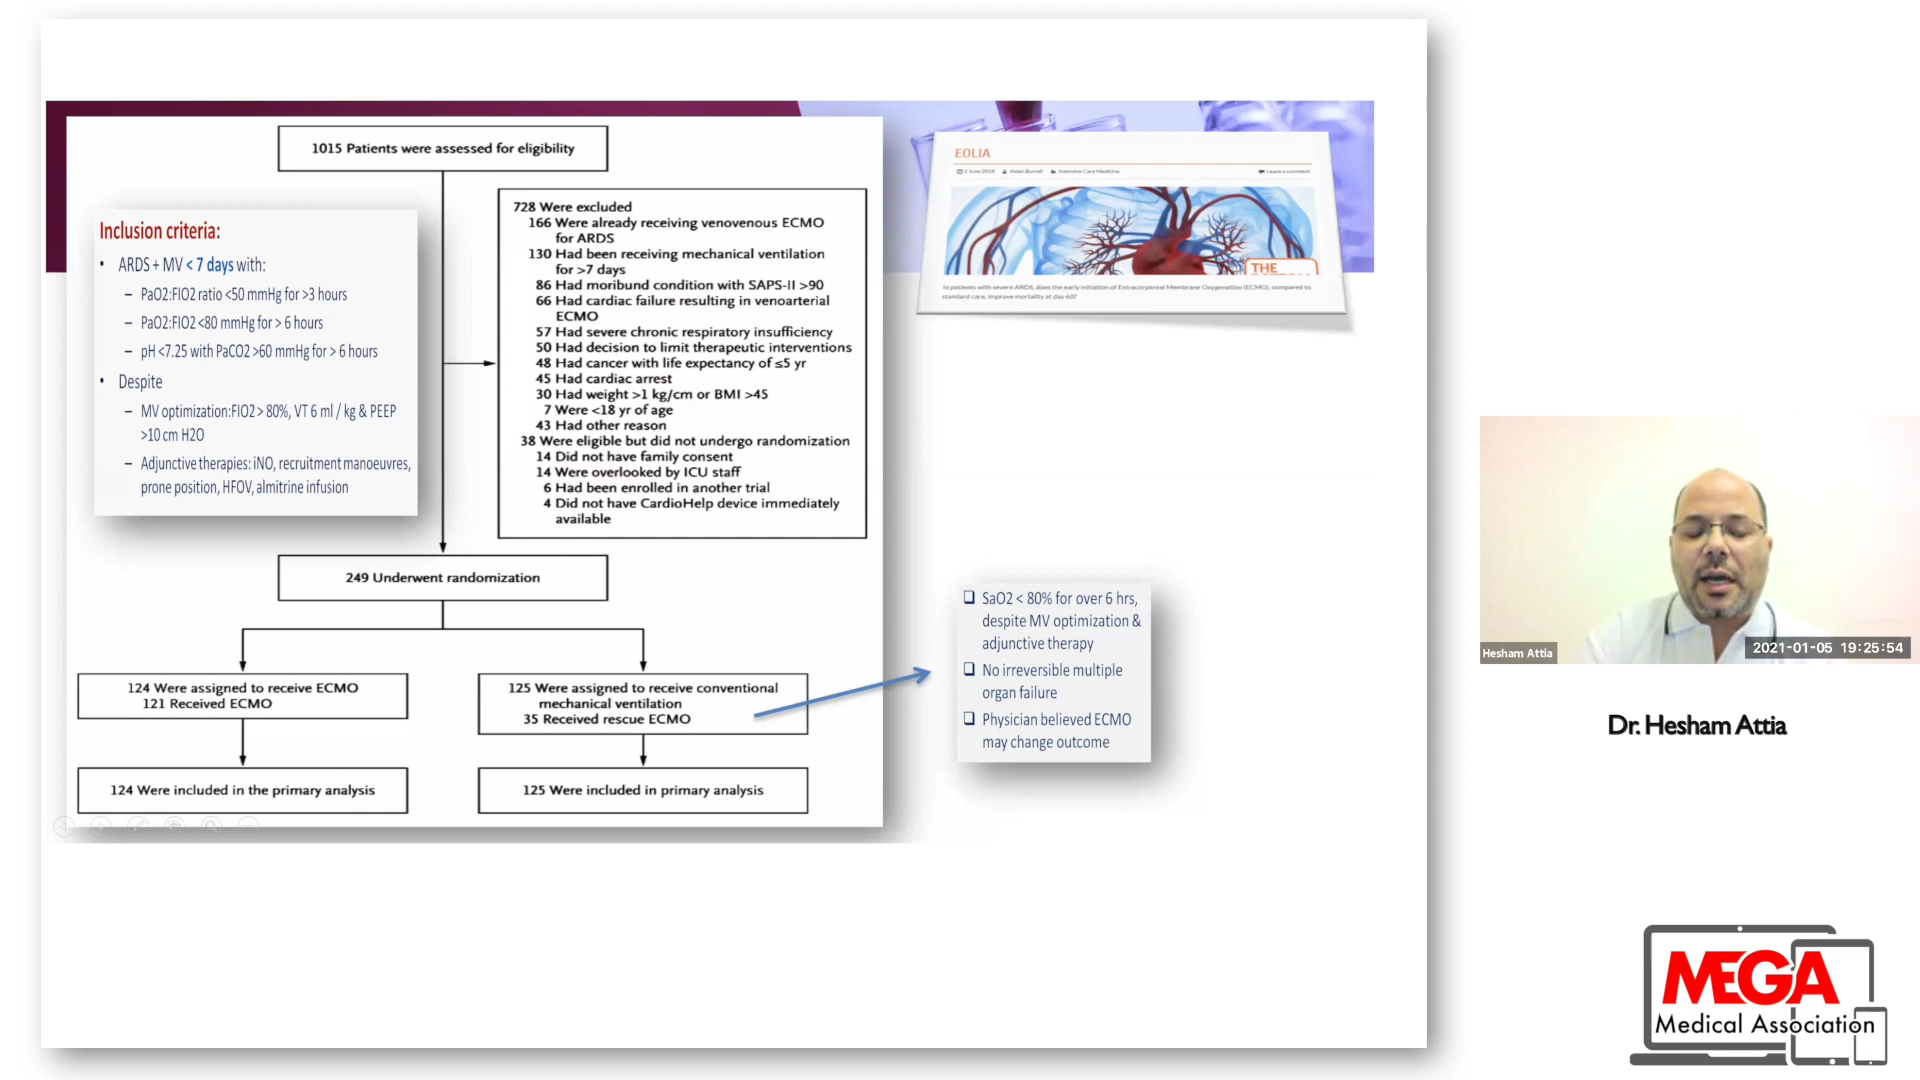 1015 Patients were assessed for eligibility
Inclusion criteria:
• ARDS + MV < 7 days with:
– PaO2:FIO2 ratio <50 mmHg for >3 hours
– PaO2:FIO2 <80 mmHg for > 6 hours
– pH <7.25 with PaCO2 >60 mmHg for > 6 hours
• Despite
– MV optimization:FIO2 > 80%, VT 6 ml / kg & PEEP
>10 cm H2O
– Adjunctive therapies: iNO, recruitment manoeuvres,
prone position, HFOV, almitrine infusion
728 Were excluded
166 Were already receiving venovenous ECMO
for ARDS
130 Had been receiving mechanical ventilation
for >7 days
86 Had moribund condition with SAPS-II >90
66 Had cardiac failure resulting in venoarterial
ECMO
57 Had severe chronic respiratory insufficiency
50 Had decision to limit therapeutic interventions
48 Had cancer with life expectancy of ≤5 yr
45 Had cardiac arrest
30 Had weight >1 kg/cm or BMI >45
7 Were <18 yr of age
43 Had other reason
38 Were eligible but did not undergo randomization
14 Did not have family consent
14 Were overlooked by ICU staff
6 Had been enrolled in another trial
4 Did not have CardioHelp device immediately
available
249 Underwent randomization
124 Were assigned to receive ECMO
121 Received ECMO
125 Were assigned to receive conventional
mechanical ventilation
35 Received rescue ECMO
124 Were included in the primary analysis
125 Were included in primary analysis
EOLIA
Aidan Burrell
Intensive Care Medicine
Leave a comment
THE
In patients with severe ARDS, does the early initiation of Extracorporeal Membrane Oxygenation (ECMO), compared to
standard care, improve mortality at day 60?
❑ SaO2 < 80% for over 6 hrs,
despite MV optimization &
adjunctive therapy
❑ No irreversible multiple
organ failure
❑ Physician believed ECMO
may change outcome
Hesham Attia
2021-01-05 19:25:54
Dr. Hesham Attia
MEGA
Medical Association